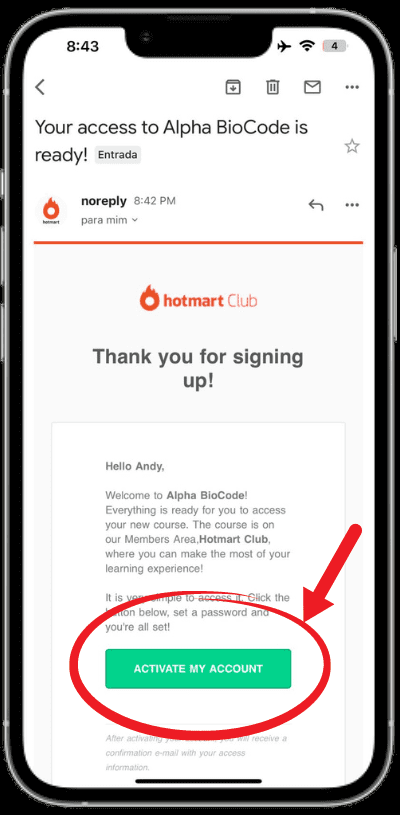 8:43
4
Your access to Alpha BioCode is
ready! Entrada
noreply 8:42 PM
hotmart
para mim
hotmart Club
Thank you for signing
up!
Hello Andy,
Welcome to Alpha BioCode!
Everything is ready for you to access
your new course. The course is on
our Members Area,Hotmart Club,
where you can make the most of your
learning experience!
It is very simple to access it. Click the
button below, set a password and
you're all set!
ACTIVATE MY ACCOUNT
After activating your account, you will receive a
confirmation e-mail with your access
information.